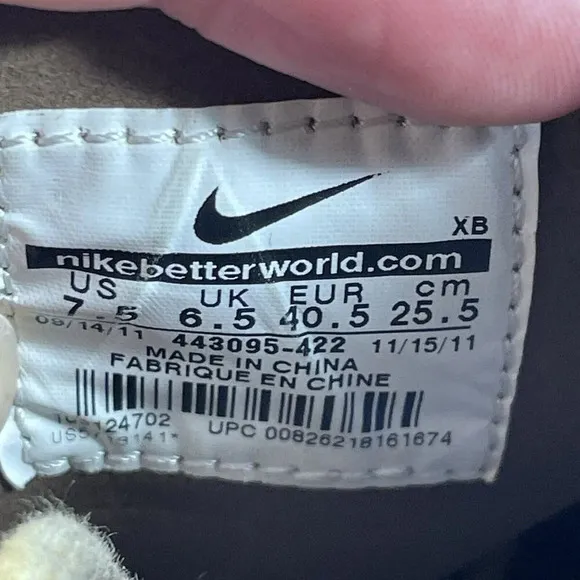 XB
nikebetterworld.com
US UK EUR cm
7.5 6.5 40.5 25.5
08/14/11 443095-422 11/15/11
MADE IN CHINA
FABRIQUE EN CHINE
UPC 00826218161674